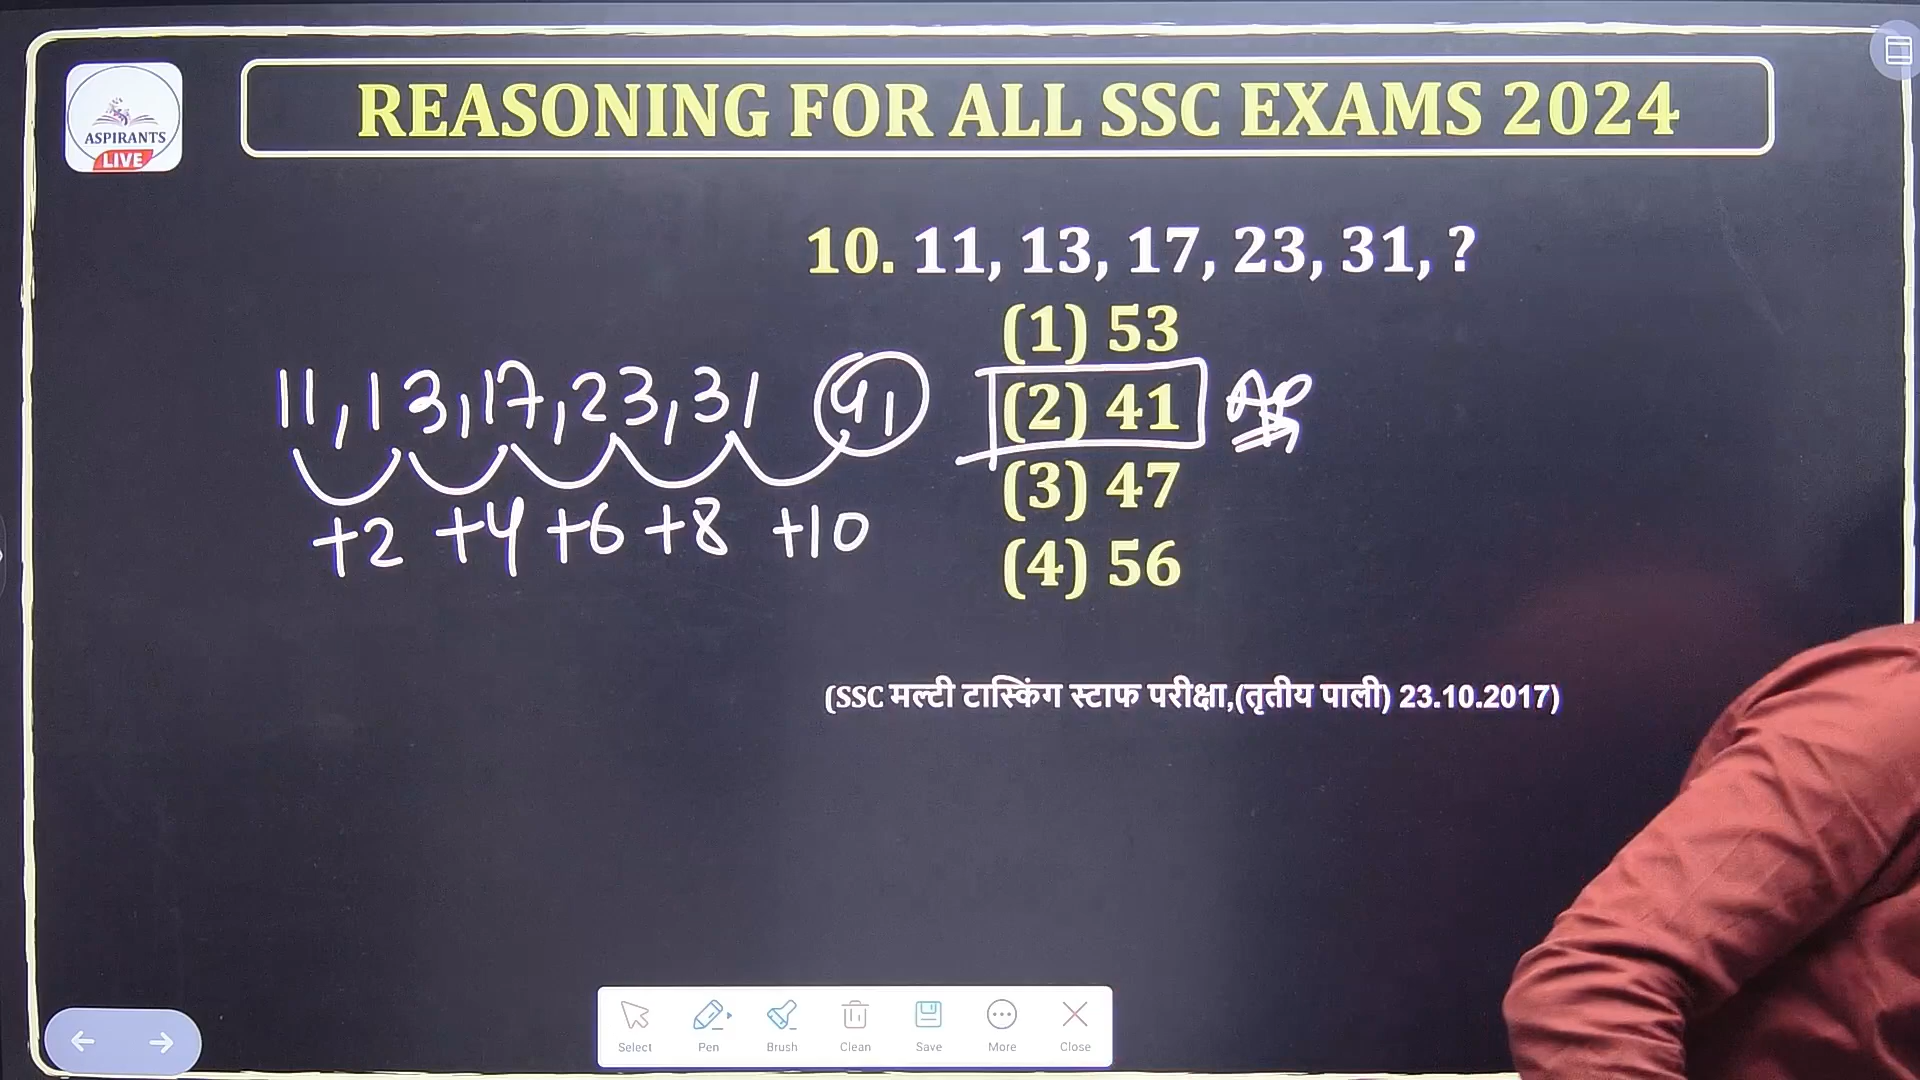 ASPIRANTS
LIVE
REASONING FOR ALL SSC EXAMS 2024
10. 11, 13, 17, 23, 31, ?
(1) 53
(2) 41
(3) 47
(4) 56
11, 13, 17, 23, 31 41
+2 +4 +6 +8 +10
(SSC मल्टी टास्किंग स्टाफ परीक्षा,(तृतीय पाली) 23.10.2017)
Select Pen Brush Clean Save More Close